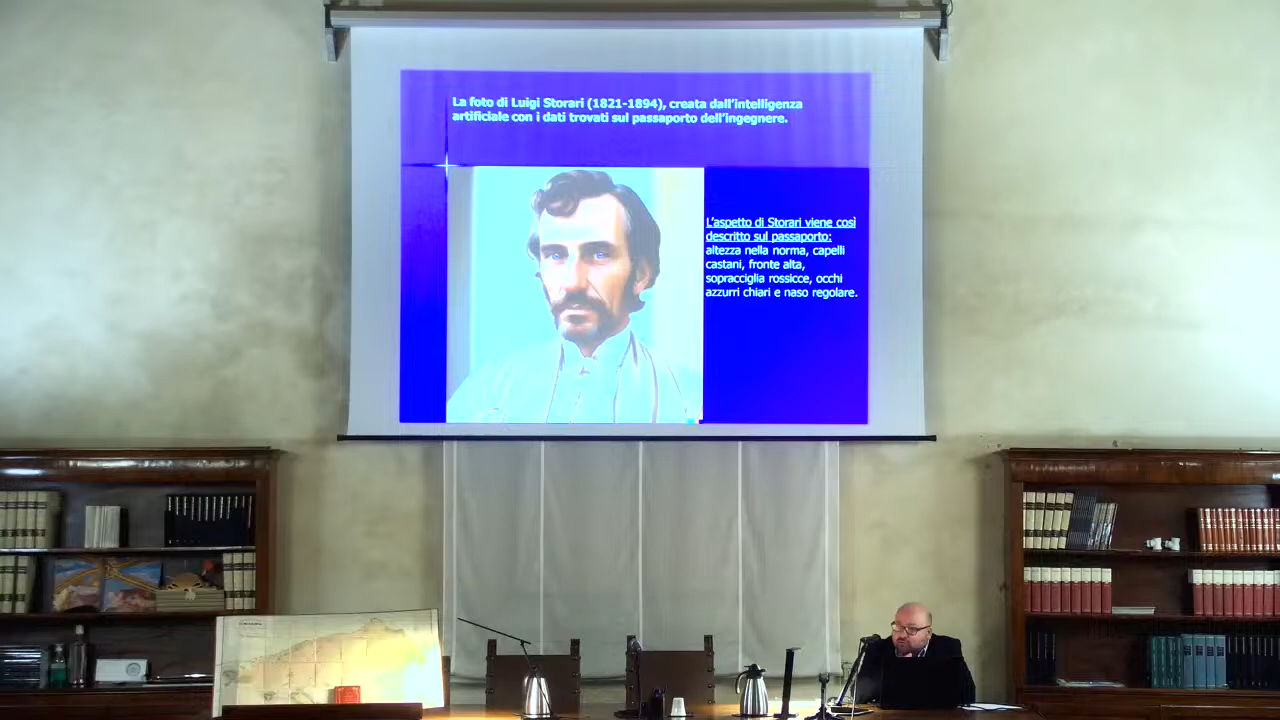 La foto di Luigi Storari (1821-1894), creata dall'intelligenza
artificiale con i dati trovati sul passaporto dell'ingegnere.
L'aspetto di Storari viene così
descritto sul passaporto:
altezza nella norma, capelli
castani, fronte alta,
sopracciglia rossicce, occhi
azzurri chiari e naso regolare.